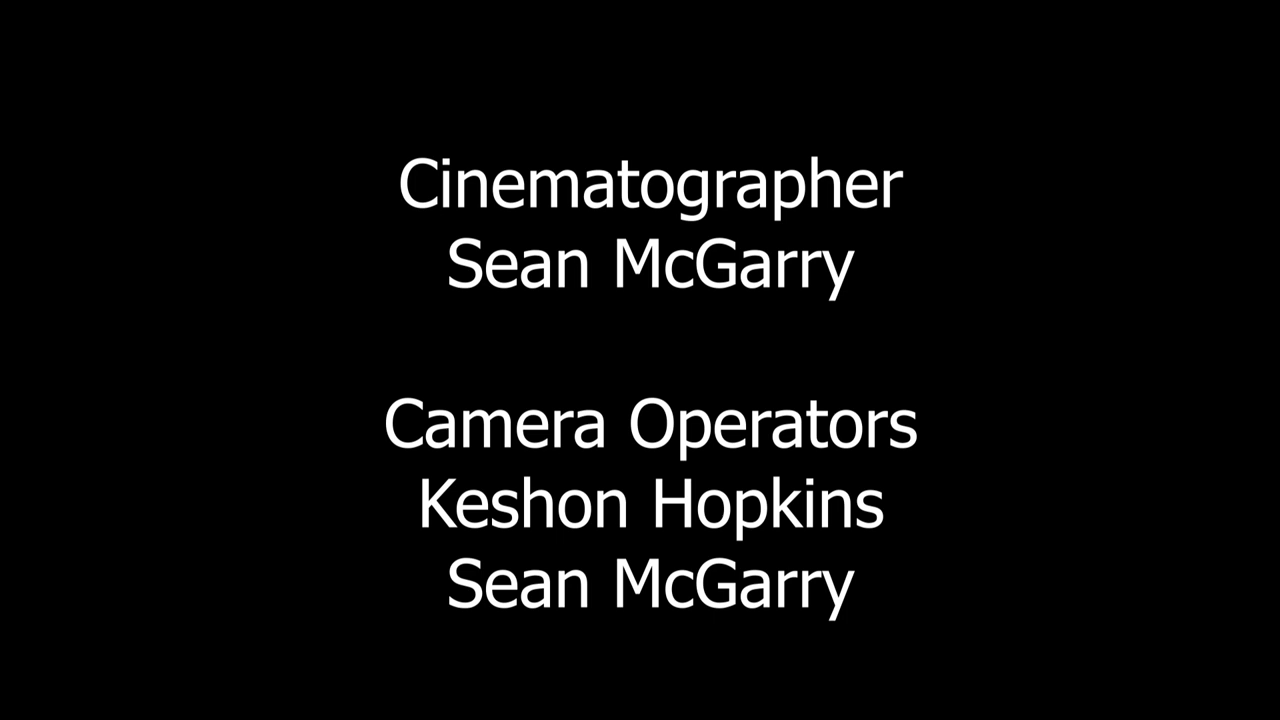 Cinematographer
Sean McGarry
Camera Operators
Keshon Hopkins
Sean McGarry